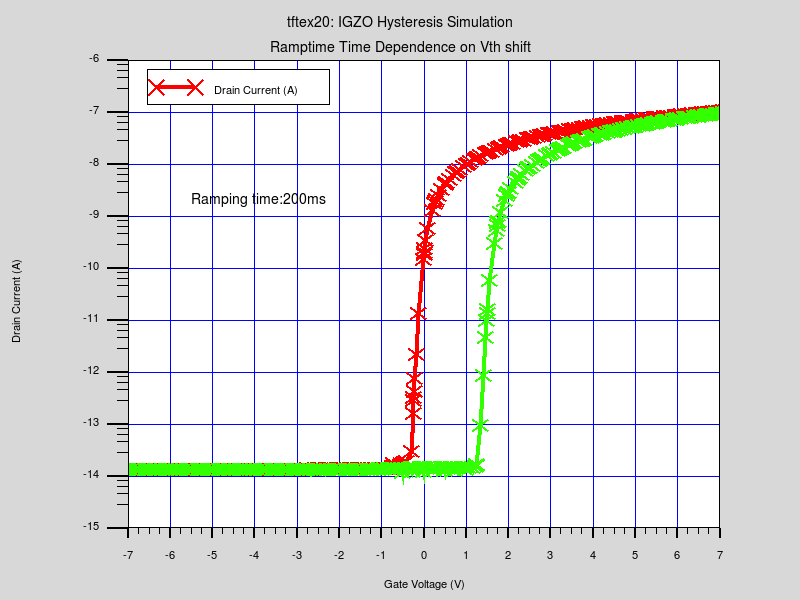 tftex20: IGZO Hysteresis Simulation
Ramptime Time Dependence on Vth shift
Drain Current (A)
Ramping time:200ms
Drain Current (A)
-6
-7
-8
-9
-10
-11
-12
-13
-14
-15
-7 -6 -5 -4 -3 -2 -1 0 1 2 3 4 5 6 7
Gate Voltage (V)